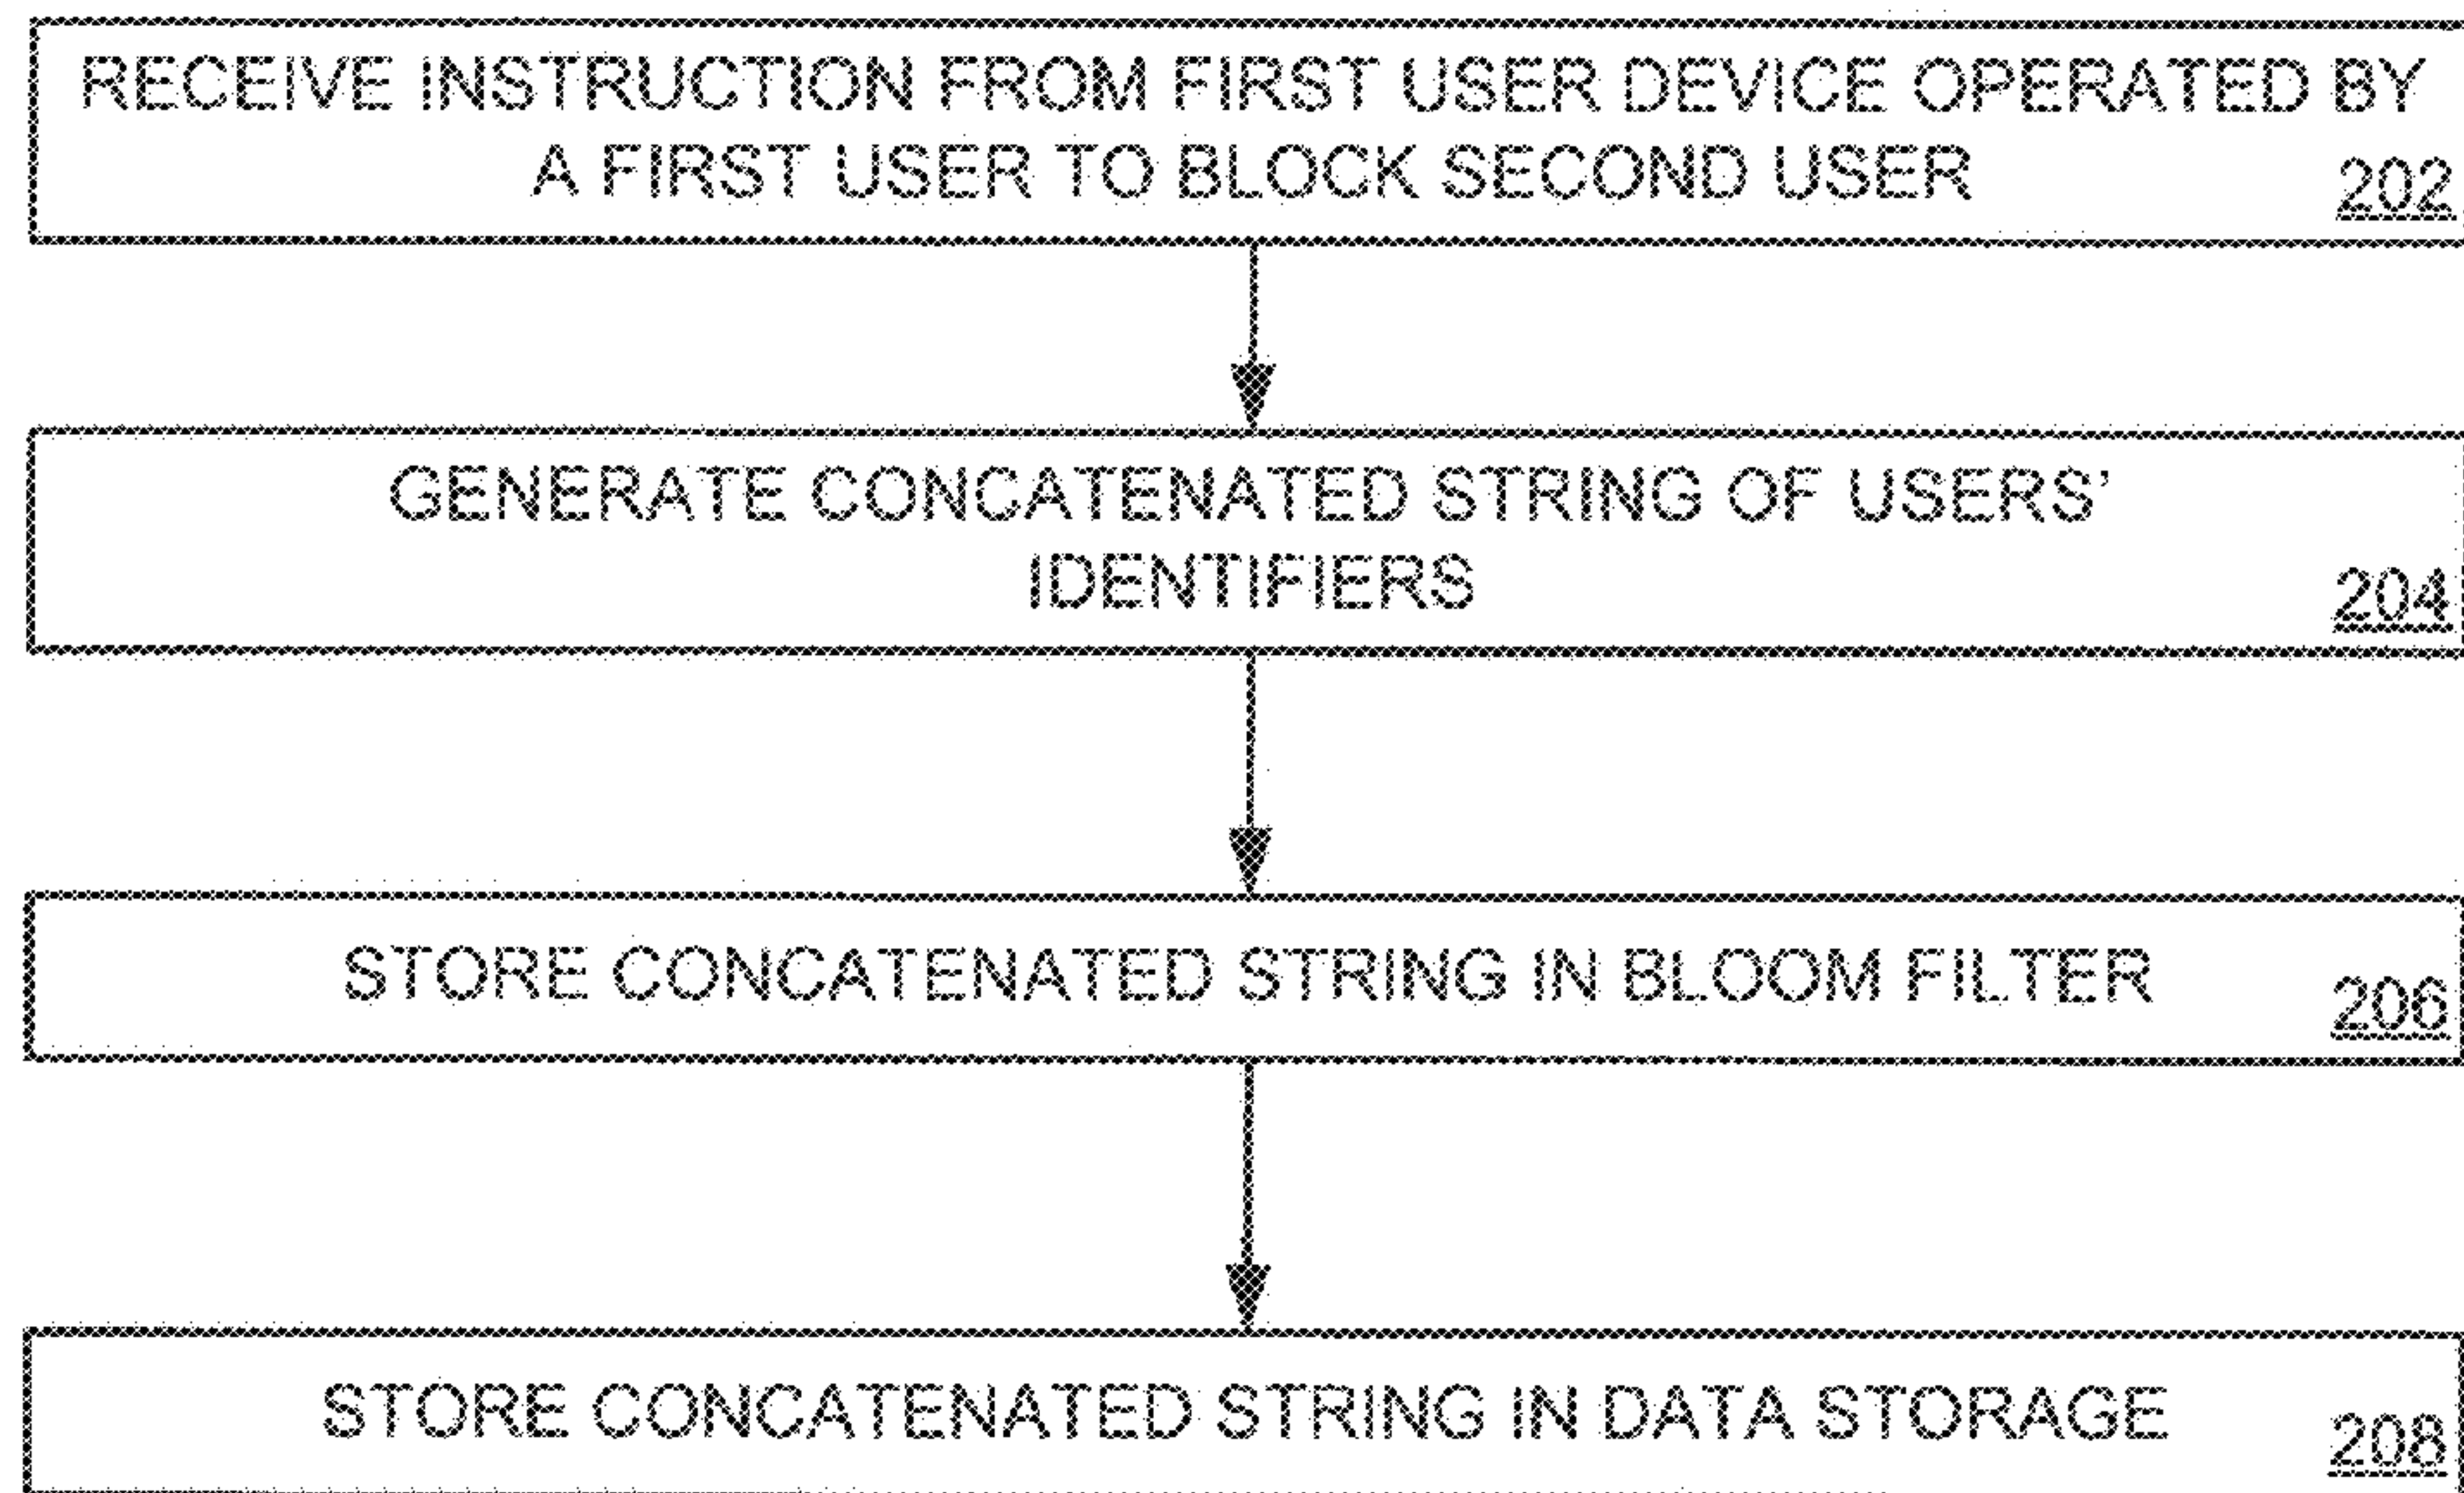 RECEIVE INSTRUCTION FROM FIRST USER DEVICE OPERATED BY
A FIRST USER TO BLOCK SECOND USER
202
GENERATE CONCATENATED STRING OF USERS'
IDENTIFIERS
204
STORE CONCATENATED STRING IN BLOOM FILTER
206
STORE CONCATENATED STRING IN DATA STORAGE
208